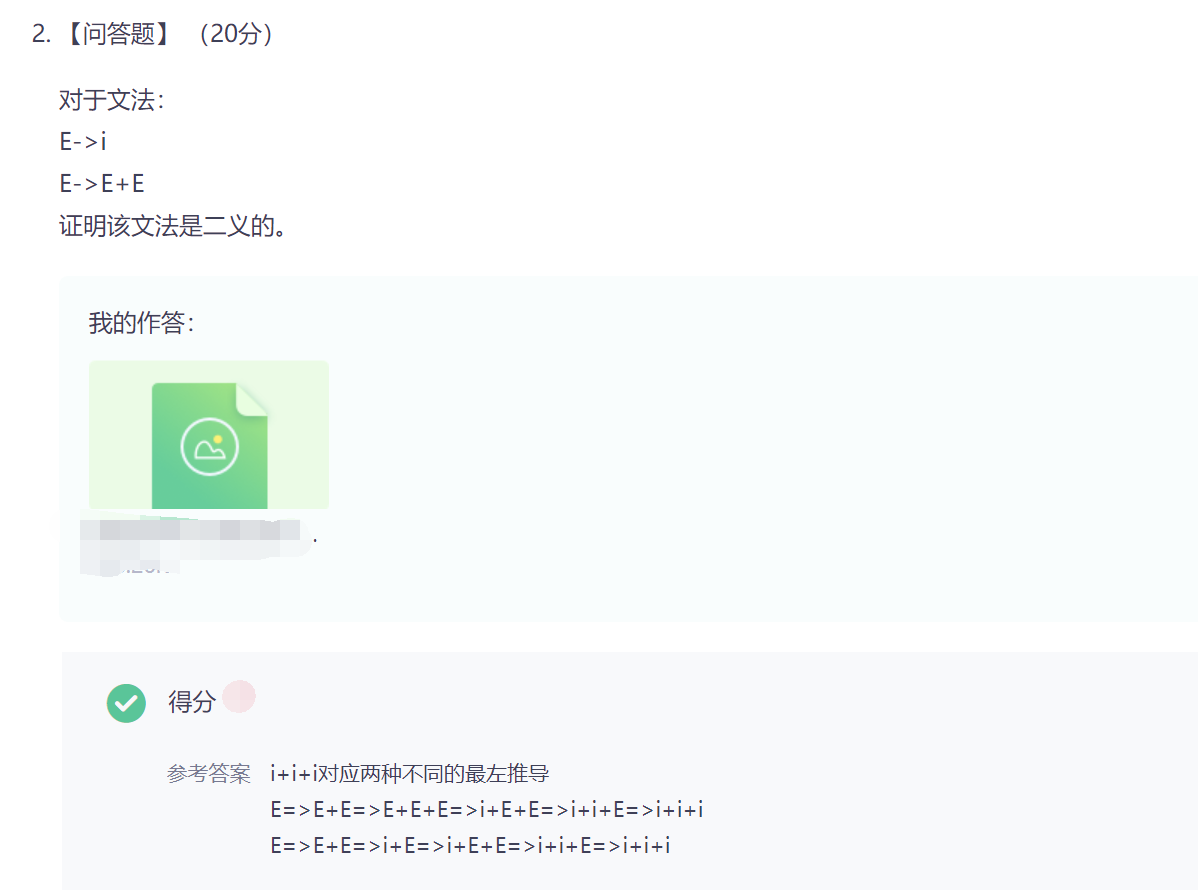 2. 【问答题】 （20分）
对于文法：
E->i
E->E+E
证明该文法是二义的。
我的作答：
得分
参考答案 i+i+i对应两种不同的最左推导
E=>E+E=>E+E+E=>i+E+E=>i+i+E=>i+i+i
E=>E+E=>i+E=>i+E+E=>i+i+E=>i+i+i